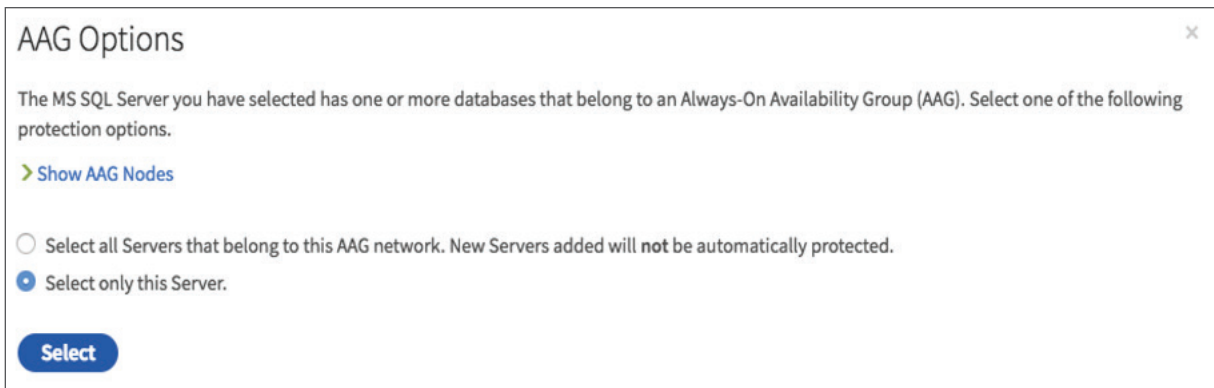 AAG Options
×
The MS SQL Server you have selected has one or more databases that belong to an Always-On Availability Group (AAG). Select one of the following
protection options.
Show AAG Nodes
Select all Servers that belong to this AAG network. New Servers added will not be automatically protected.
Select only this Server.
Select